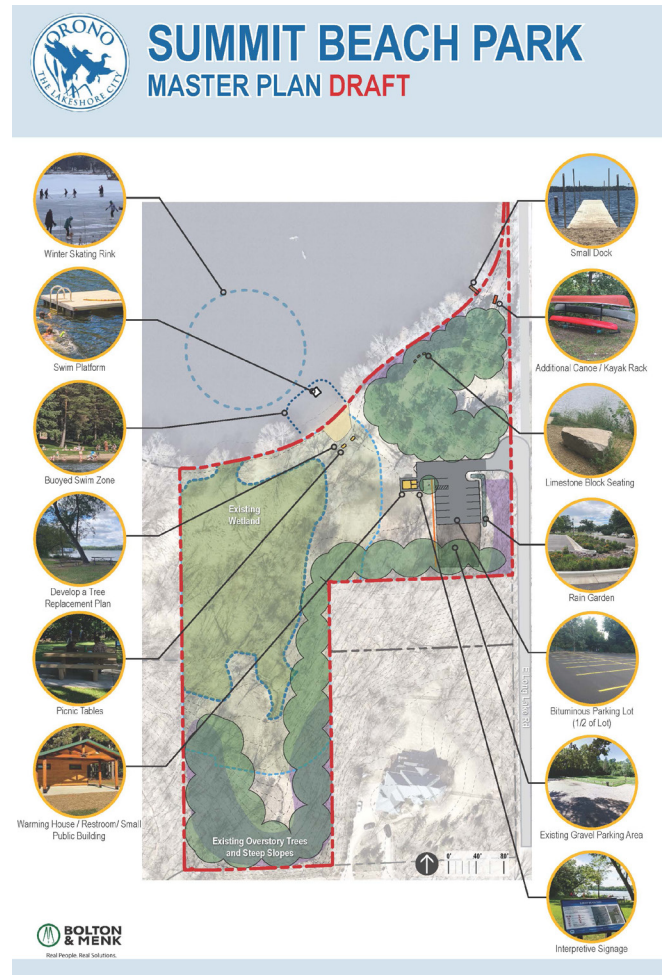 ORONO
THE LAKESHORE CITY
SUMMIT BEACH PARK
MASTER PLAN DRAFT
Winter Skating Rink
Swim Platform
Buoyed Swim Zone
Develop a Tree
Replacement Plan
Picnic Tables
Warming House / Restroom/ Small
Public Building
Small Dock
Additional Canoe / Kayak Rack
Limestone Block Seating
Rain Garden
Bituminous Parking Lot
(1/2 of Lot)
Existing Gravel Parking Area
Interpretive Signage
Existing
Wetland
Existing Overstory Trees
and Steep Slopes
E Long Lake Rd
0' 40' 80'
BOLTON
& MENK
Real People. Real Solutions.